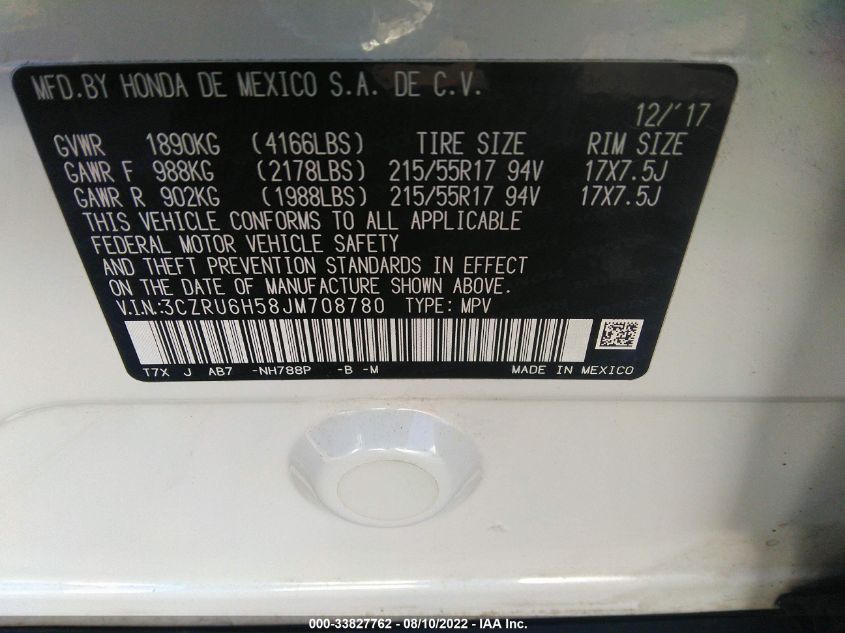 MFD.BY HONDA DE MEXICO S.A. DE C.V.
12/'17
GVWR 1890KG (4166LBS) TIRE SIZE RIM SIZE
GAWR F 988KG (2178LBS) 215/55R17 94V 17X7.5J
GAWR R 902KG (1988LBS) 215/55R17 94V 17X7.5J
THIS VEHICLE CONFORMS TO ALL APPLICABLE
FEDERAL MOTOR VEHICLE SAFETY
AND THEFT PREVENTION STANDARDS IN EFFECT
ON THE DATE OF MANUFACTURE SHOWN ABOVE.
V.I.N:3CZRU6H58JM708780 TYPE: MPV
T7X J AB7 -NH788P -B -M MADE IN MEXICO
000-33827762 - 08/10/2022 - IAA Inc.